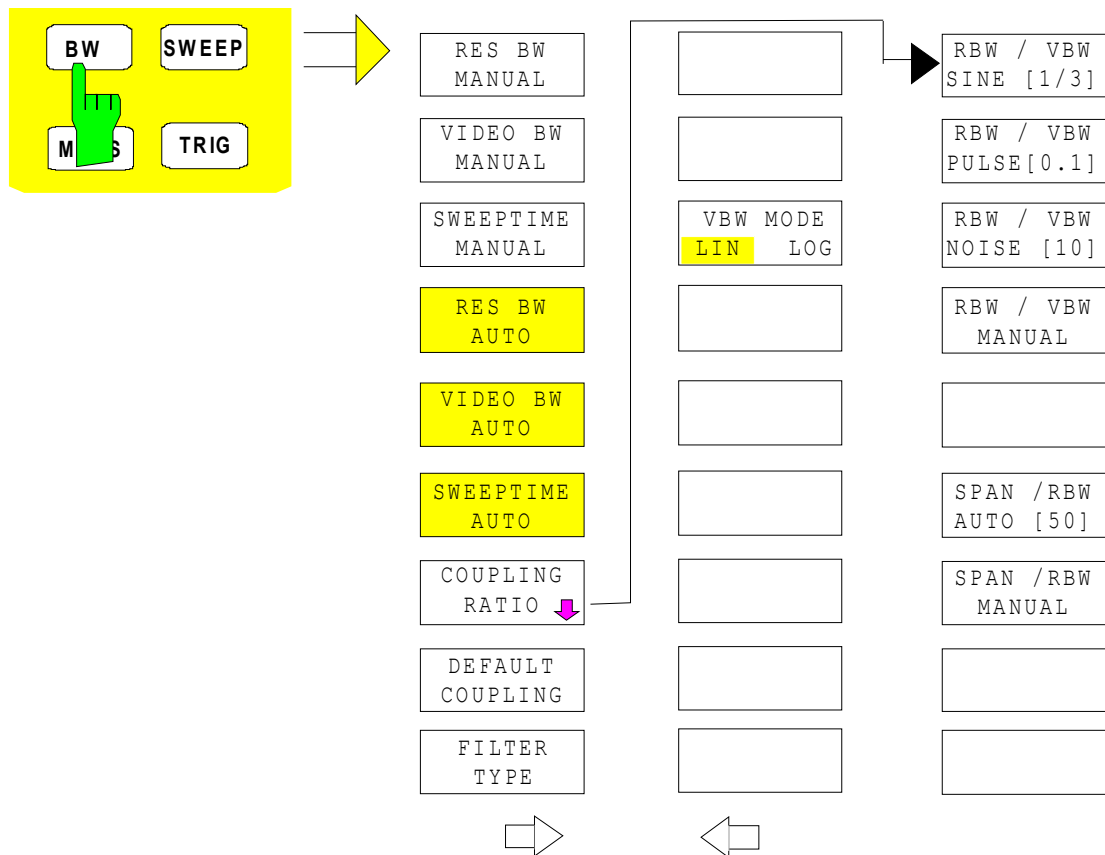 BW
SWEEP
TRIG
RES BW
MANUAL
VIDEO BW
MANUAL
SWEEPTIME
MANUAL
RES BW
AUTO
VIDEO BW
AUTO
SWEEPTIME
AUTO
COUPLING
RATIO
DEFAULT
COUPLING
FILTER
TYPE
VBW MODE
LIN LOG
RBW / VBW
SINE [1/3]
RBW / VBW
PULSE[0.1]
RBW / VBW
NOISE [10]
RBW / VBW
MANUAL
SPAN /RBW
AUTO [50]
SPAN /RBW
MANUAL